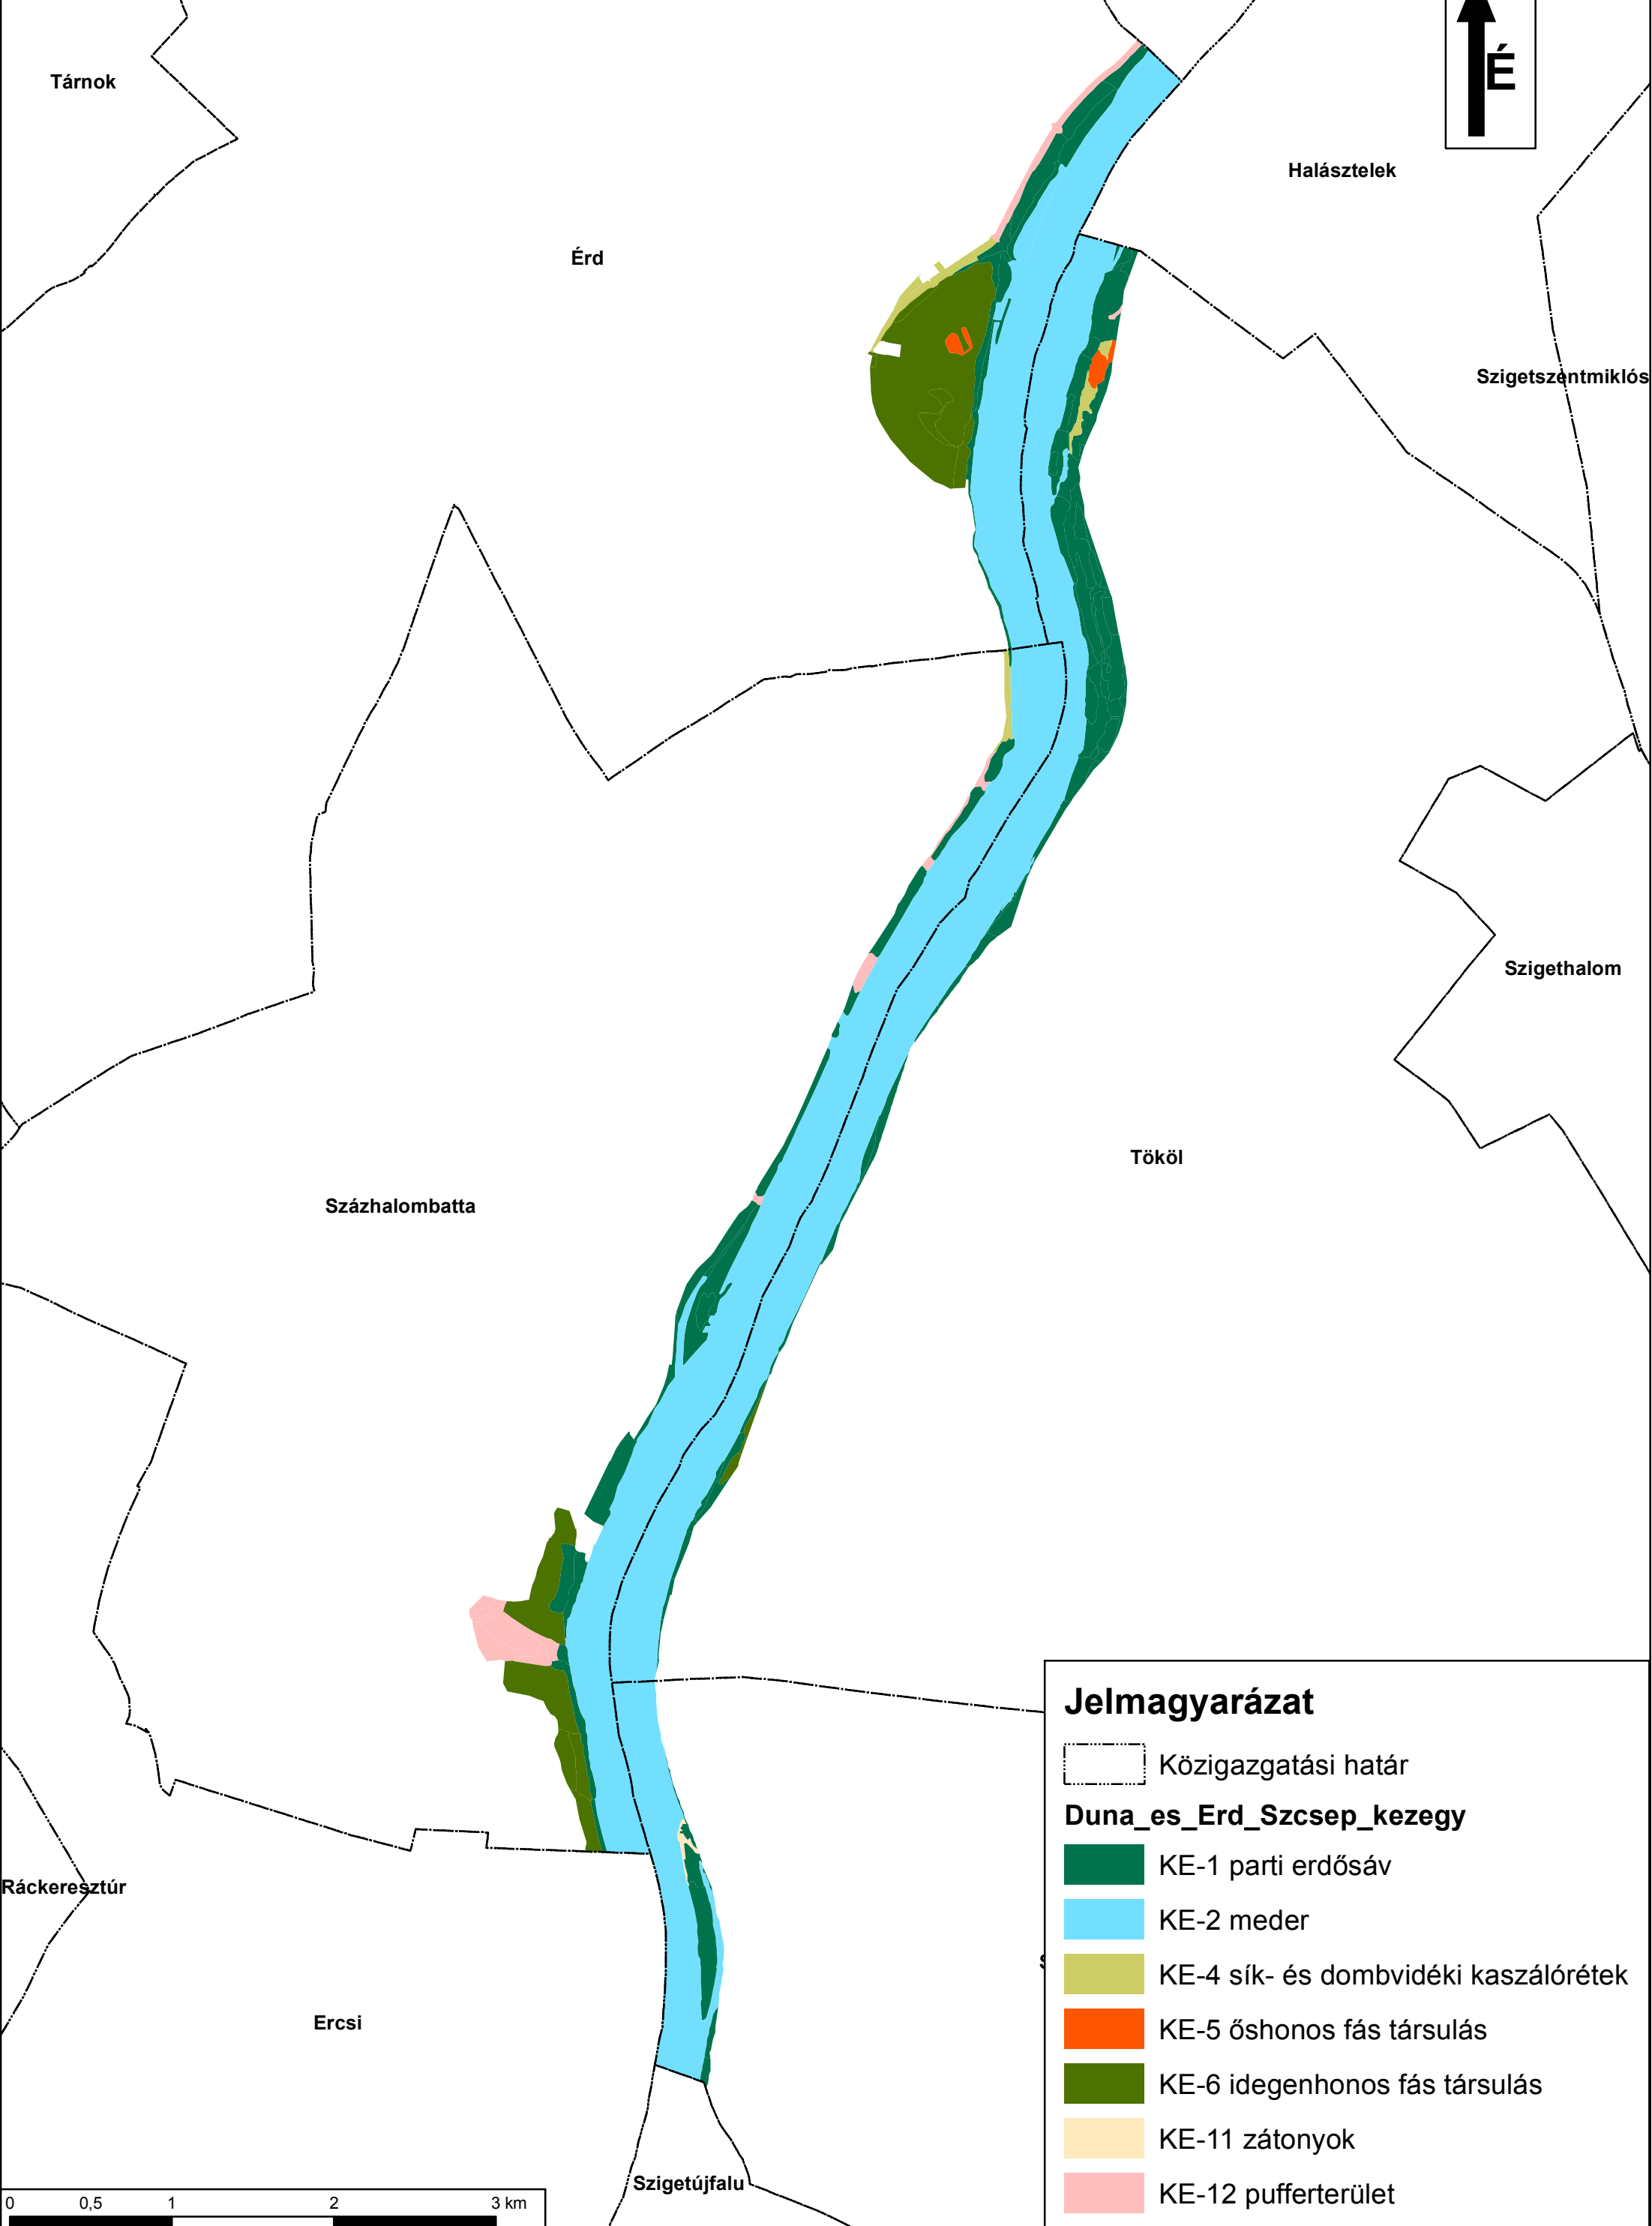 É
Tárnok
Halásztelek
Érd
Szigetszentmiklós
Szigethalom
Tököl
Százhalombatta
Jelmagyarázat
Közigazgatási határ
Duna_es_Erd_Szcsep_kezegy
KE-1 parti erdősáv
KE-2 meder
KE-4 sík- és dombvidéki kaszálórétek
KE-5 őshonos fás társulás
KE-6 idegenhonos fás társulás
KE-11 zátonyok
KE-12 pufferterület
Ráckeresztúr
Ercsi
Szigetújfalu
0 0,5 1 2 3 km